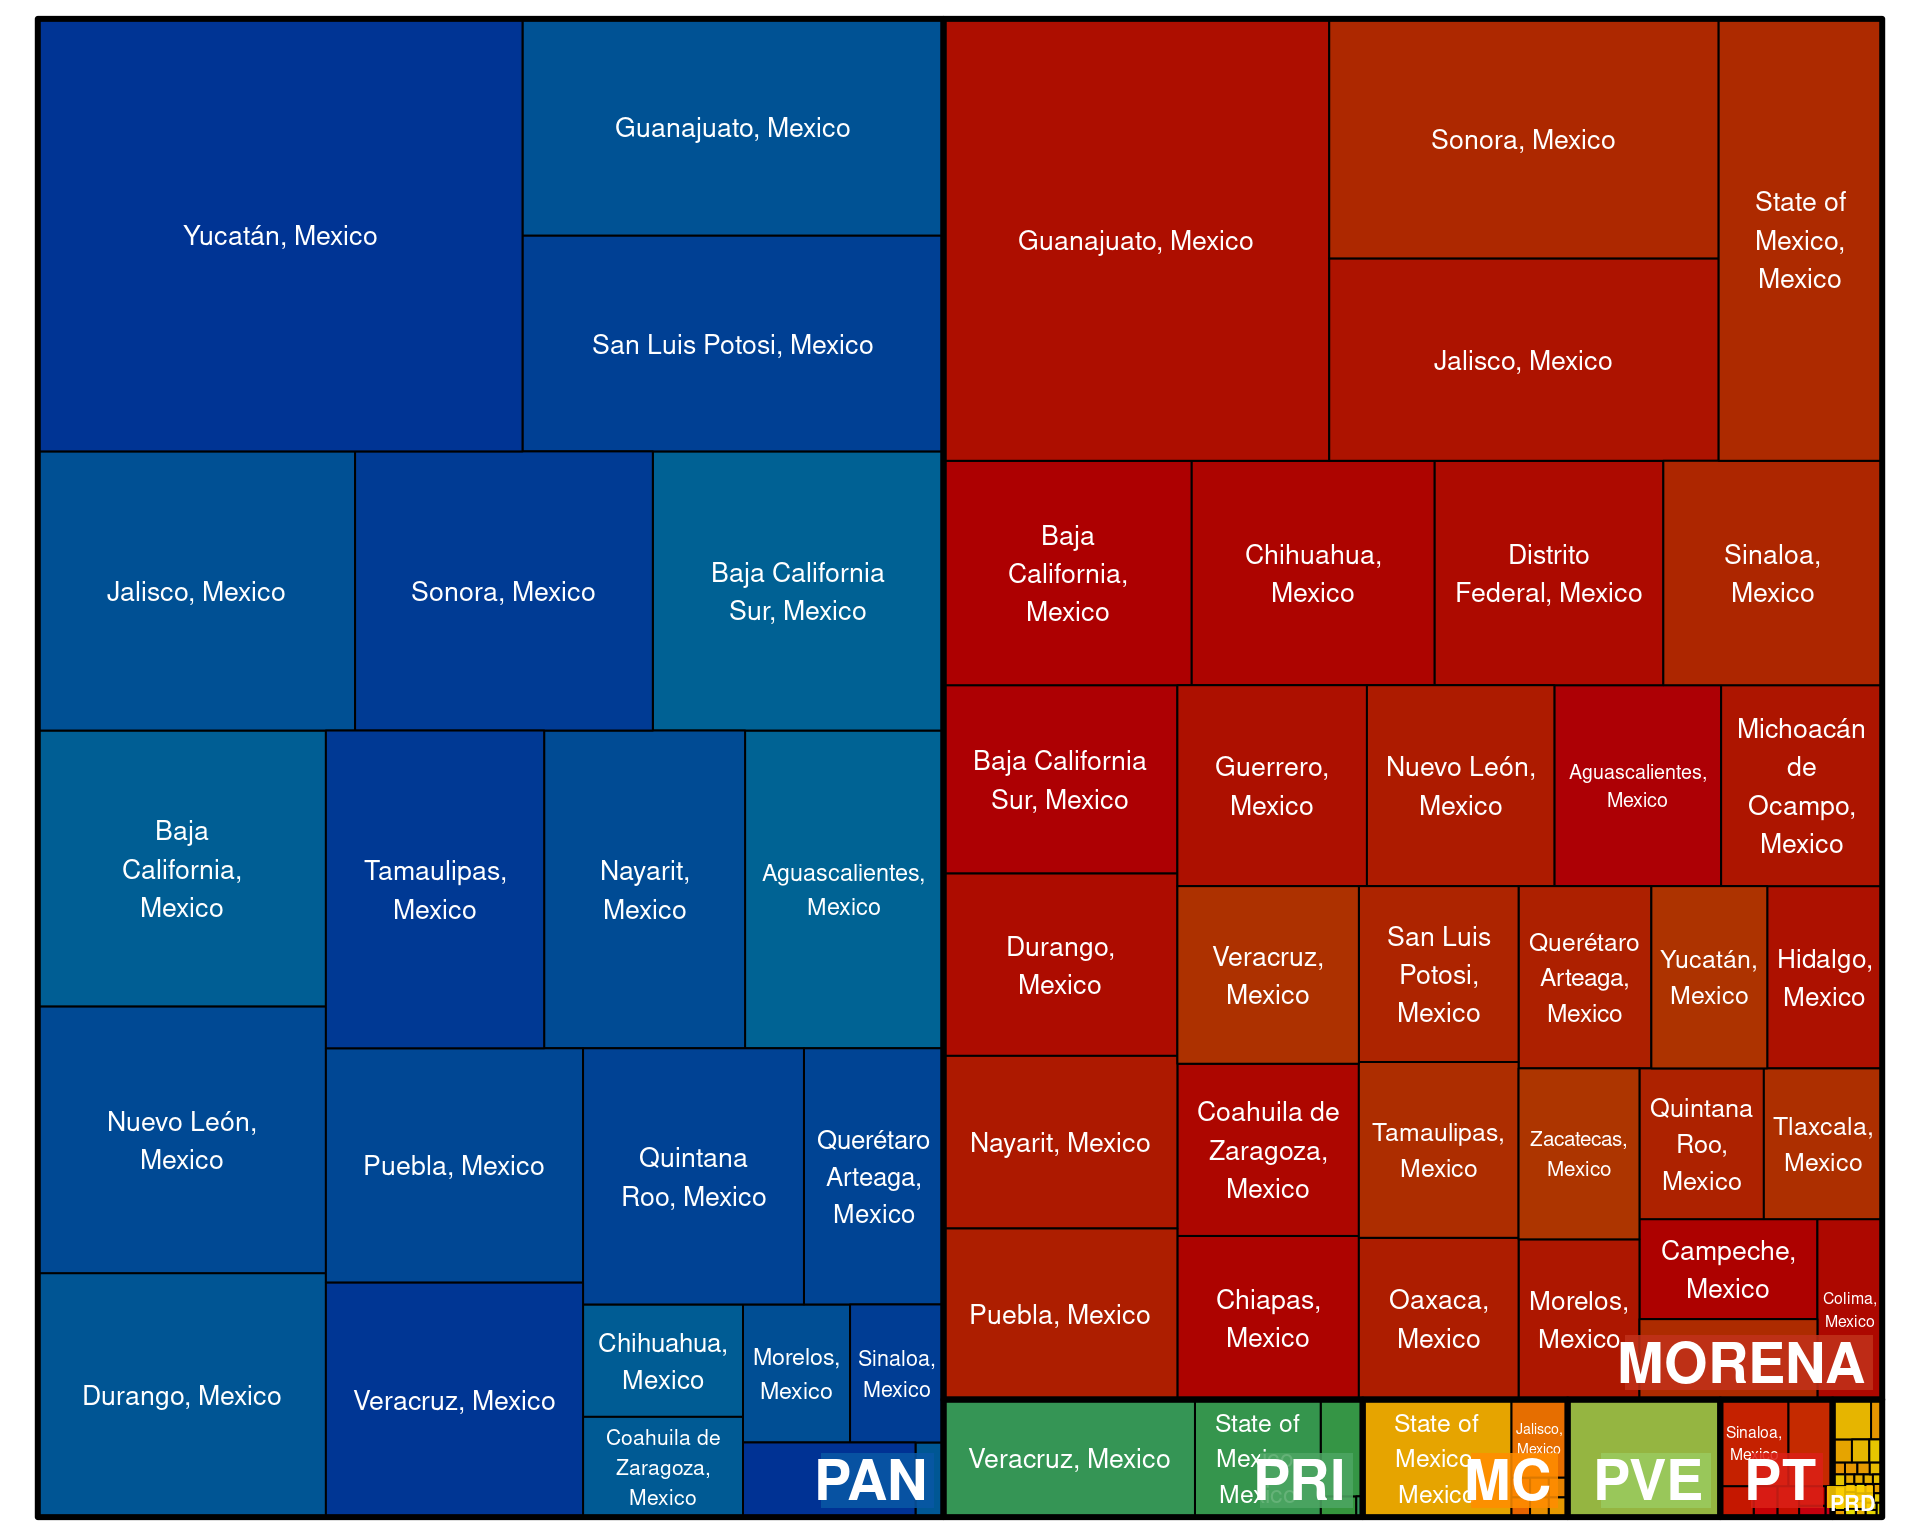 Yucatán, Mexico
Guanajuato, Mexico
San Luis Potosi, Mexico
Jalisco, Mexico
Sonora, Mexico
Baja California
Sur, Mexico
Baja
California,
Mexico
Tamaulipas,
Mexico
Nayarit,
Mexico
Aguascalientes,
Mexico
Nuevo León,
Mexico
Puebla, Mexico
Quintana
Roo, Mexico
Querétaro
Arteaga,
Mexico
Durango, Mexico
Veracruz, Mexico
Chihuahua,
Mexico
Morelos,
Mexico
Sinaloa,
Mexico
Coahuila de
Zaragoza,
Mexico
PAN
Guanajuato, Mexico
Sonora, Mexico
State of
Mexico,
Mexico
Jalisco, Mexico
Baja
California,
Mexico
Chihuahua,
Mexico
Distrito
Federal, Mexico
Sinaloa,
Mexico
Baja California
Sur, Mexico
Guerrero,
Mexico
Nuevo León,
Mexico
Aguascalientes,
Mexico
Michoacán
de
Ocampo,
Mexico
Durango,
Mexico
Veracruz,
Mexico
San Luis
Potosi,
Mexico
Querétaro
Arteaga,
Mexico
Yucatán,
Mexico
Hidalgo,
Mexico
Nayarit, Mexico
Coahuila de
Zaragoza,
Mexico
Tamaulipas,
Mexico
Zacatecas,
Mexico
Quintana
Roo,
Mexico
Tlaxcala,
Mexico
Puebla, Mexico
Chiapas,
Mexico
Oaxaca,
Mexico
Morelos,
Mexico
Campeche,
Mexico
Colima,
Mexico
MORENA
Veracruz, Mexico
State of
Mexico,
Mexico
PRI
State of
Mexico,
Mexico
Jalisco,
Mexico
MC
PVE
Sinaloa,
Mexico
PT
PRD